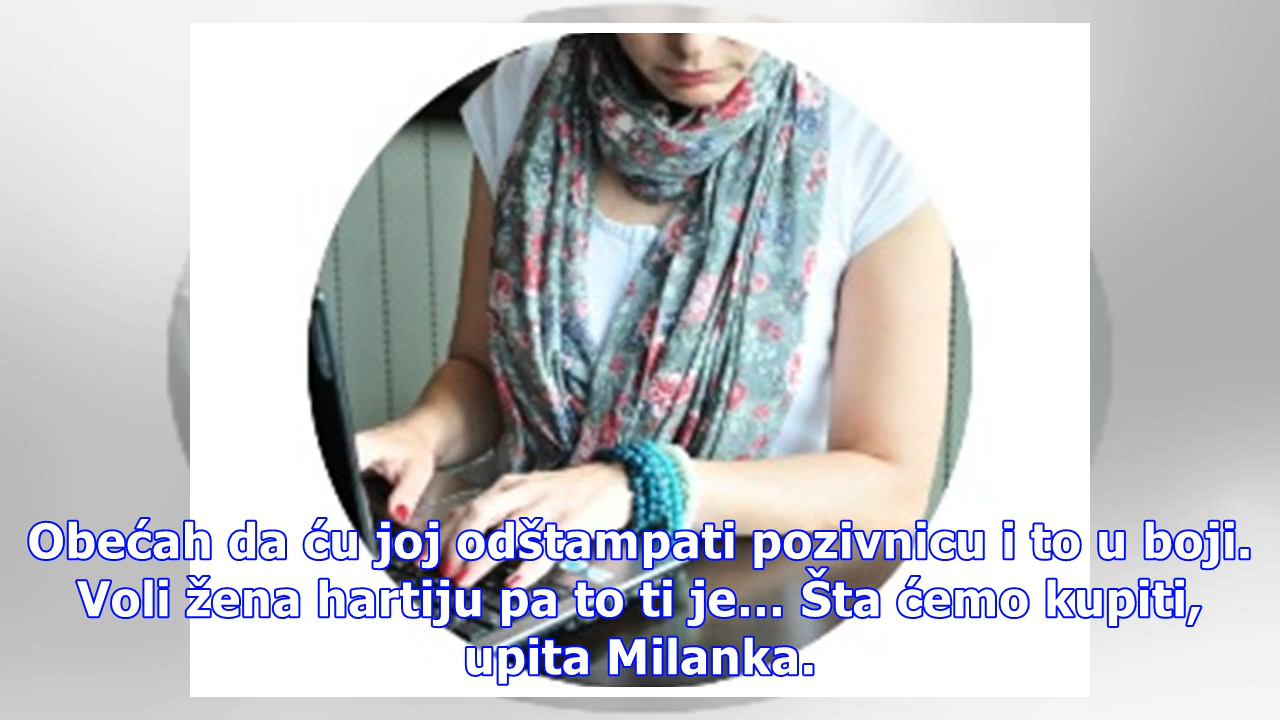 Obećah da ću joj odštampati pozivnicu i to u boji.
Voli žena hartiju pa to ti je... Šta ćemo kupiti,
upita Milanka.